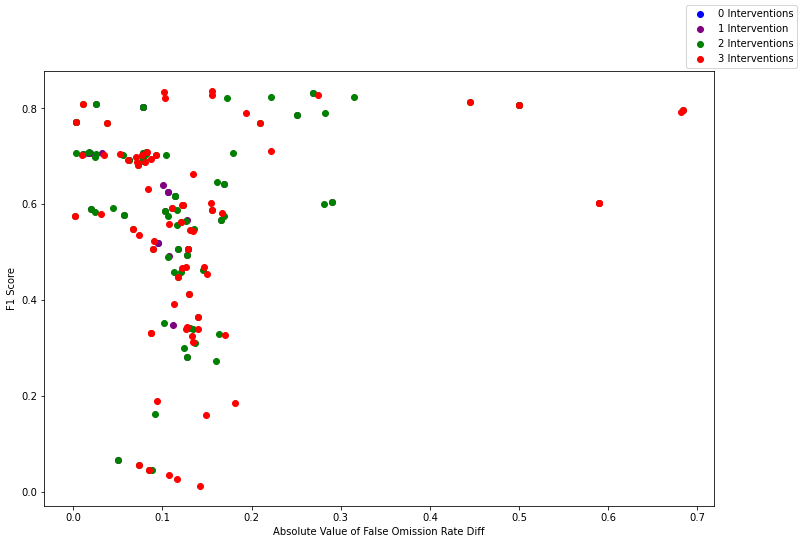 0 Interventions
1 Intervention
2 Interventions
3 Interventions
0.8
0.6
0.4
0.2
0.0
F1 Score
0.0 0.1 0.2 0.3 0.4 0.5 0.6 0.7
Absolute Value of False Omission Rate Diff